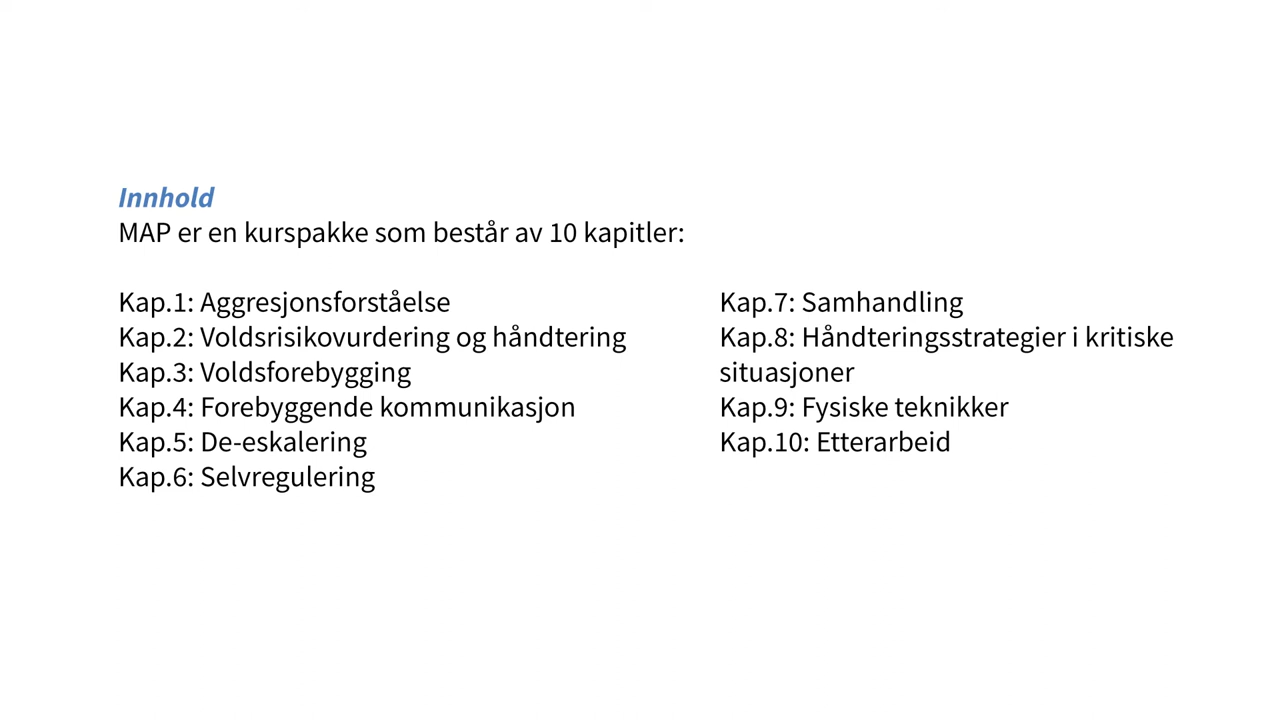 Innhold
MAP er en kurspakke som består av 10 kapitler:
Kap.1: Aggresjonsforståelse
Kap.2: Voldsrisikovurdering og håndtering
Kap.3: Voldsforebygging
Kap.4: Forebyggende kommunikasjon
Kap.5: De-eskalering
Kap.6: Selvregulering
Kap.7: Samhandling
Kap.8: Håndteringsstrategier i kritiske
situasjoner
Kap.9: Fysiske teknikker
Kap.10: Etterarbeid